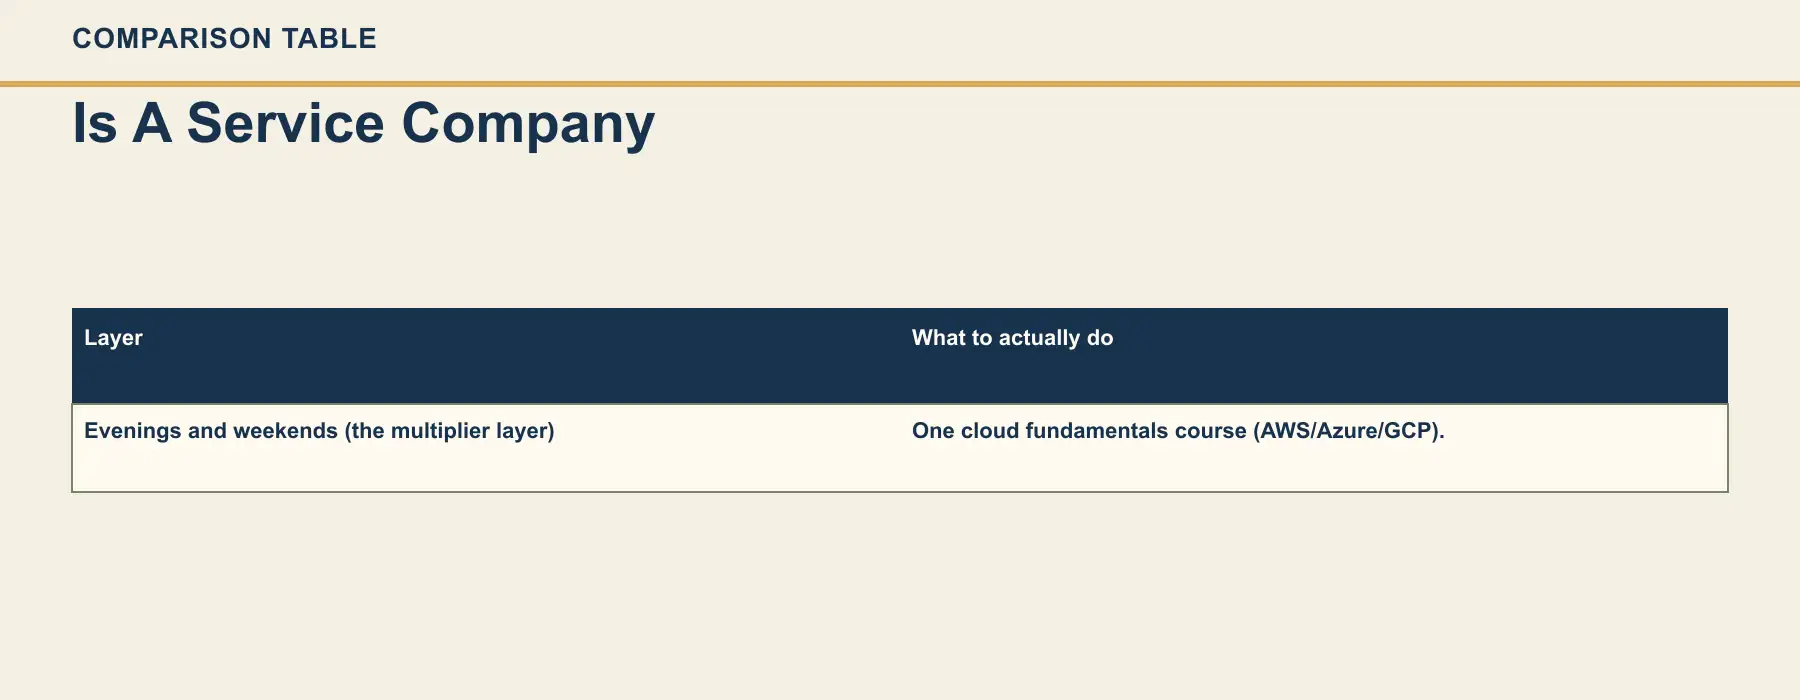 COMPARISON TABLE
Is A Service Company
Layer
What to actually do
Evenings and weekends (the multiplier layer)
One cloud fundamentals course (AWS/Azure/GCP).